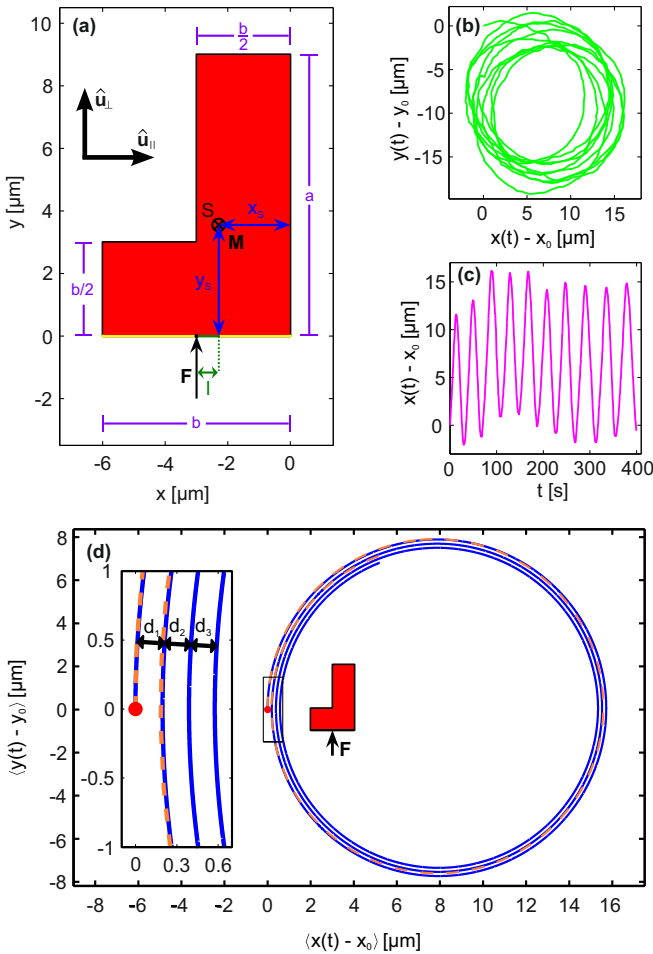 (a)
b/2
û⊥
û||
y [µm]
10
8
6
4
2
0
-2
S
M
x_s
y_s
a
b/2
F
l
b
-6
-4
-2
0
x [µm]
(b)
y(t) - y₀ [µm]
0
-5
-10
-15
0
5
10
15
x(t) - x₀ [µm]
(c)
x(t) - x₀ [µm]
15
10
5
0
0
100
200
300
400
t [s]
(d)
⟨y(t) - y₀⟩ [µm]
8
6
4
2
0
-2
-4
-6
-8
1
0.5
0
-0.5
-1
d₁
d₂
d₃
0
0.3
0.6
F
-8
-6
-4
-2
0
2
4
6
8
10
12
14
16
⟨x(t) - x₀⟩ [µm]